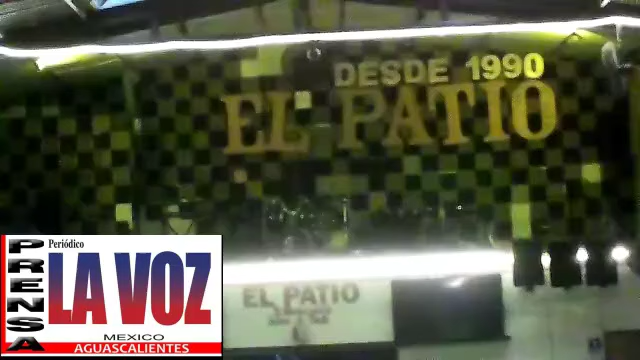 DESDE 1990
EL PATIO
EL PATIO
PRENSA
Periódico
LA VOZ
MEXICO
AGUASCALIENTES